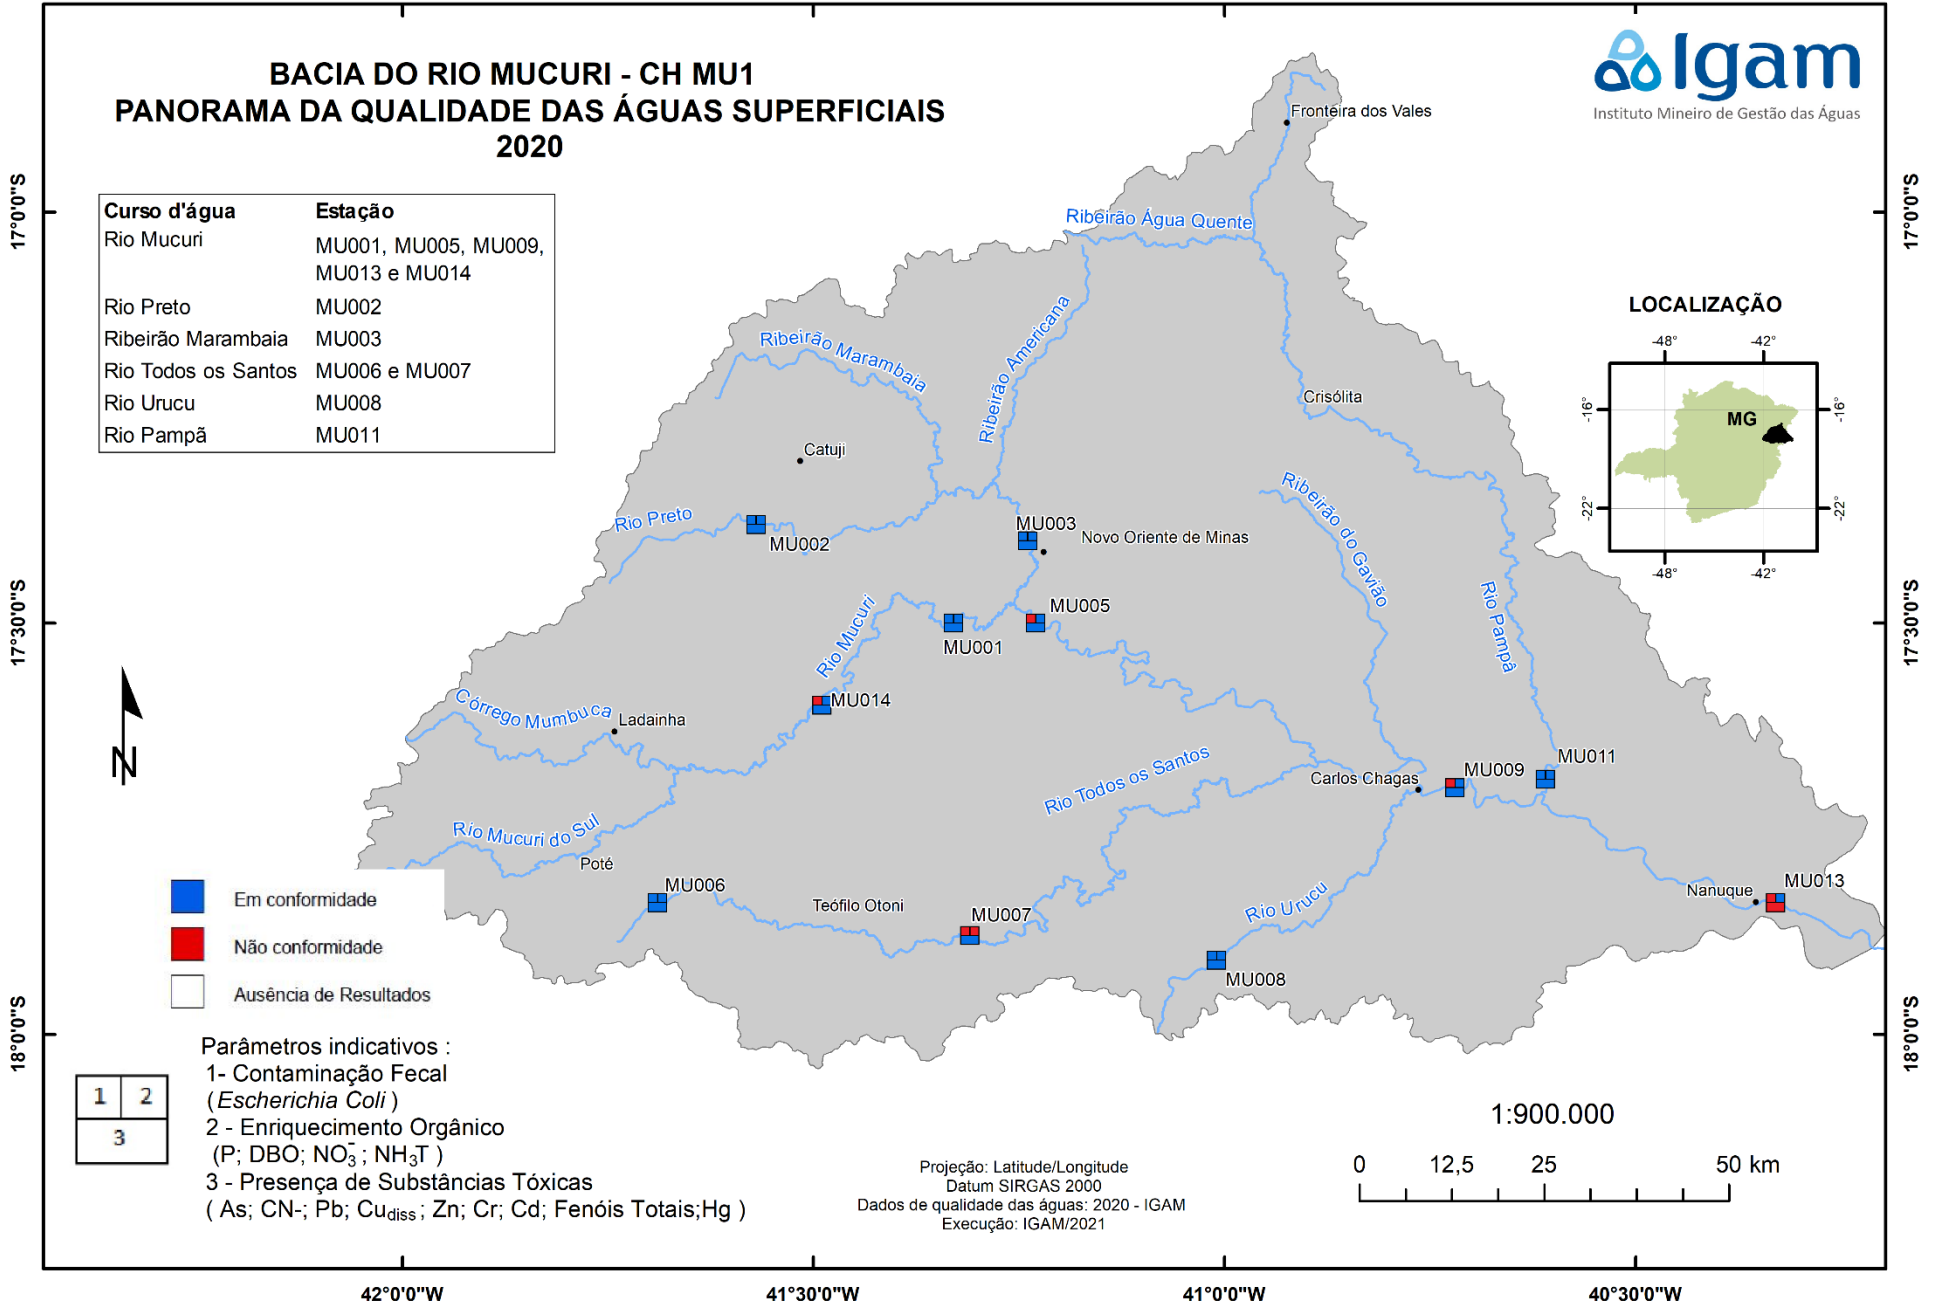 BACIA DO RIO MUCURI - CH MU1
PANORAMA DA QUALIDADE DAS ÁGUAS SUPERFICIAIS
2020
Igam
Instituto Mineiro de Gestão das Águas
Curso d'água Estação
Rio Mucuri MU001, MU005, MU009,
MU013 e MU014
Rio Preto MU002
Ribeirão Marambaia MU003
Rio Todos os Santos MU006 e MU007
Rio Urucu MU008
Rio Pampã MU011
Fronteira dos Vales
Ribeirão Água Quente
Ribeirão Americana
Ribeirão Marambaia
Crisólita
Catuji
Rio Preto
MU002
MU003
Novo Oriente de Minas
Ribeirão do Gavião
Rio Pampã
MU005
MU001
Rio Mucuri
MU014
Córrego Mumbuca
Ladainha
Rio Todos os Santos
Carlos Chagas
MU009
MU011
Rio Mucuri do Sul
Poté
MU006
Teófilo Otoni
MU007
Rio Urucu
MU008
Nanuque
MU013
LOCALIZAÇÃO
-48° -42°
-16° -16°
MG
-22° -22°
-48° -42°
17°0'0"S
17°0'0"S
17°30'0"S
17°30'0"S
18°0'0"S
18°0'0"S
N
Em conformidade
Não conformidade
Ausência de Resultados
Parâmetros indicativos :
1- Contaminação Fecal
(Escherichia Coli )
2 - Enriquecimento Orgânico
(P; DBO; NO₃⁻; NH₃T )
3 - Presença de Substâncias Tóxicas
( As; CN-; Pb; Cudiss; Zn; Cr; Cd; Fenóis Totais;Hg )
1 2
3
Projeção: Latitude/Longitude
Datum SIRGAS 2000
Dados de qualidade das águas: 2020 - IGAM
Execução: IGAM/2021
1:900.000
0 12,5 25 50 km
42°0'0"W 41°30'0"W 41°0'0"W 40°30'0"W